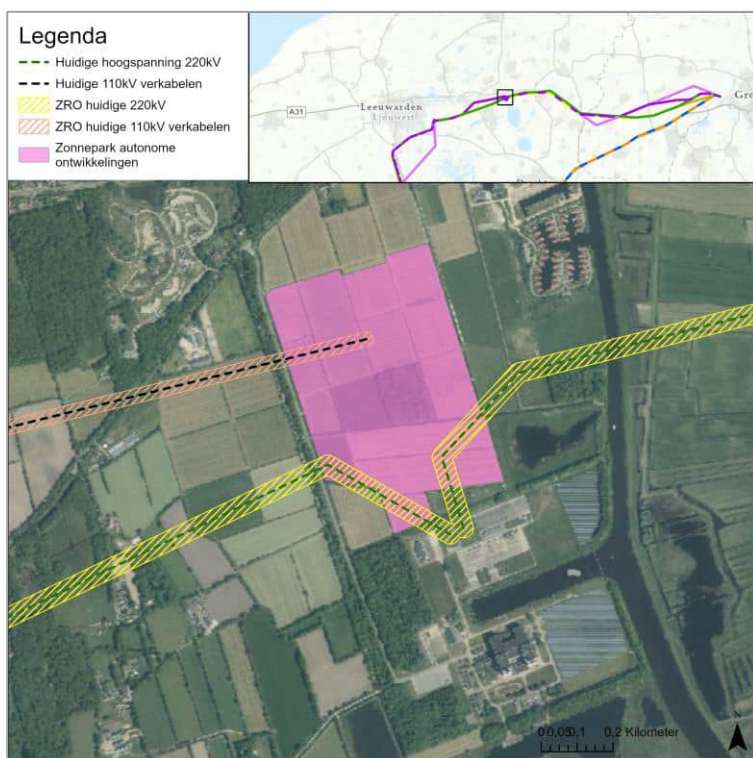 Legenda
Huidige hoogspanning 220kV
Huidige 110kV verkabelen
ZRO huidige 220kV
ZRO huidige 110kV verkabelen
Zonnepark autonome
ontwikkelingen
A31
Leeuwarden
Ljouwert
Gro
N
0 0,05 0,1 0,2 Kilometer